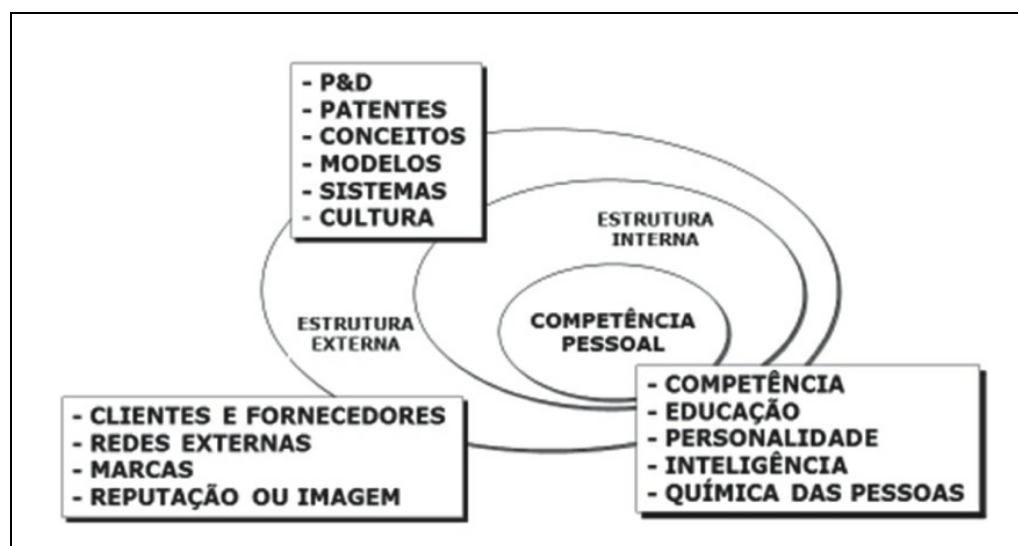 - P&D
- PATENTES
- CONCEITOS
- MODELOS
- SISTEMAS
- CULTURA
ESTRUTURA
INTERNA
COMPETÊNCIA
PESSOAL
ESTRUTURA
EXTERNA
- COMPETÊNCIA
- EDUCAÇÃO
- PERSONALIDADE
- INTELIGÊNCIA
- QUÍMICA DAS PESSOAS
- CLIENTES E FORNECEDORES
- REDES EXTERNAS
- MARCAS
- REPUTAÇÃO OU IMAGEM